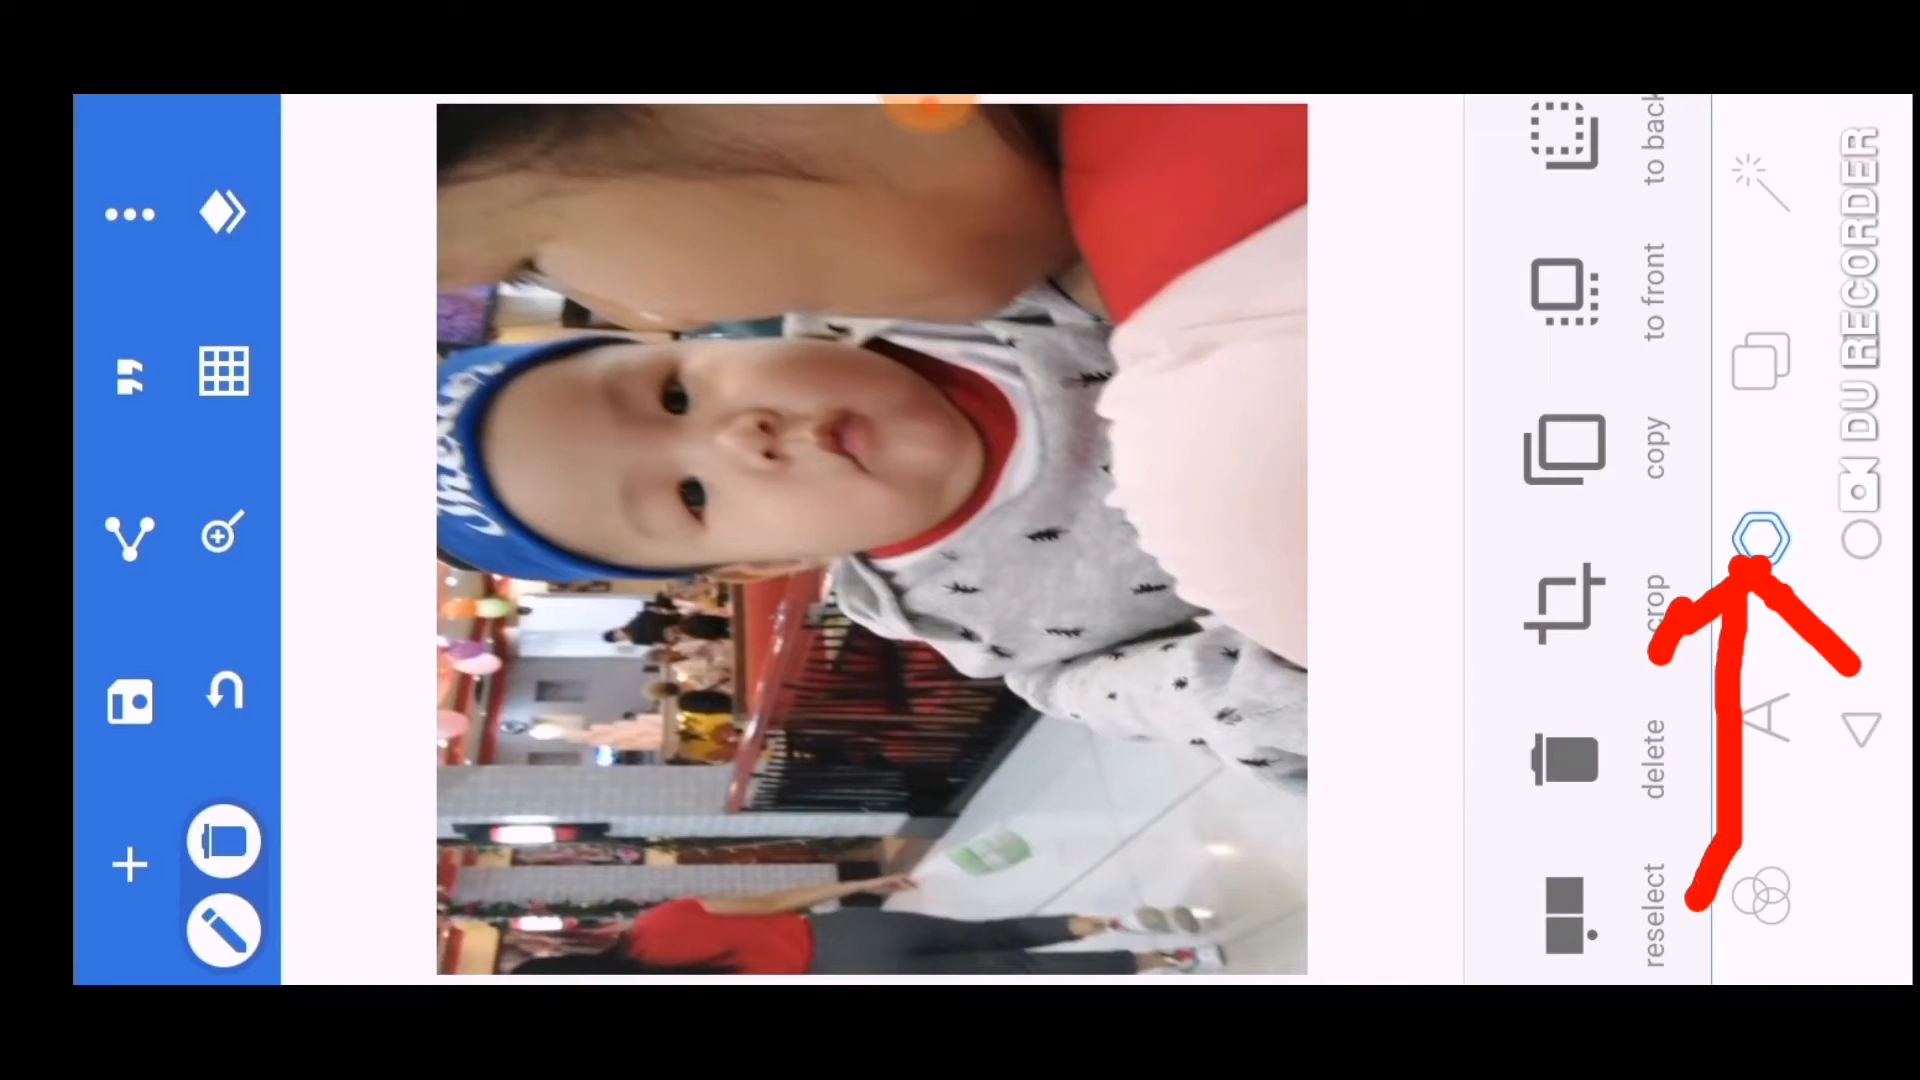 reselect
delete
crop
copy
to front
to back
A
DU RECORDER